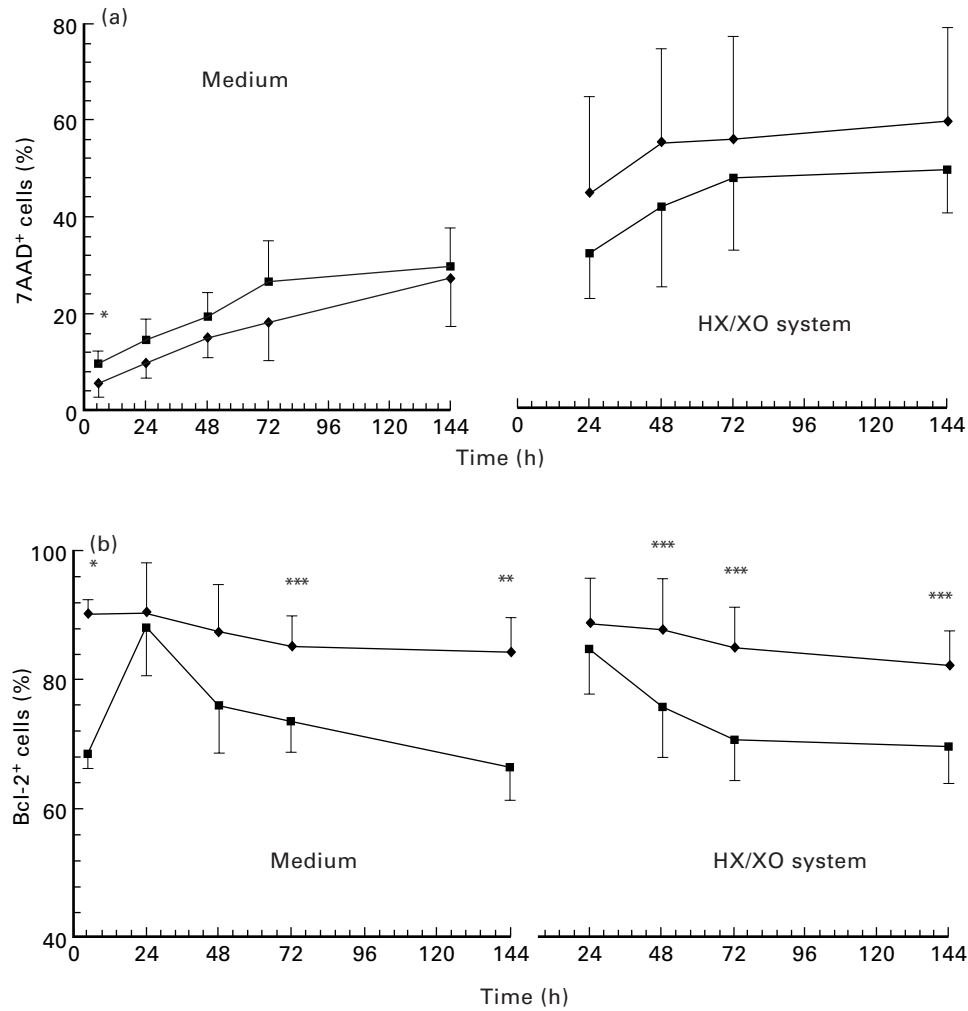 (a)
80
60
40
20
0
7AAD⁺ cells (%)
Medium
*
0 24 48 72 96 120 144
HX/XO system
0 24 48 72 96 120 144
Time (h)
(b)
100
80
60
40
Bcl-2⁺ cells (%)
* *** **
Medium
0 24 48 72 96 120 144
*** *** ***
HX/XO system
24 48 72 96 120 144
Time (h)